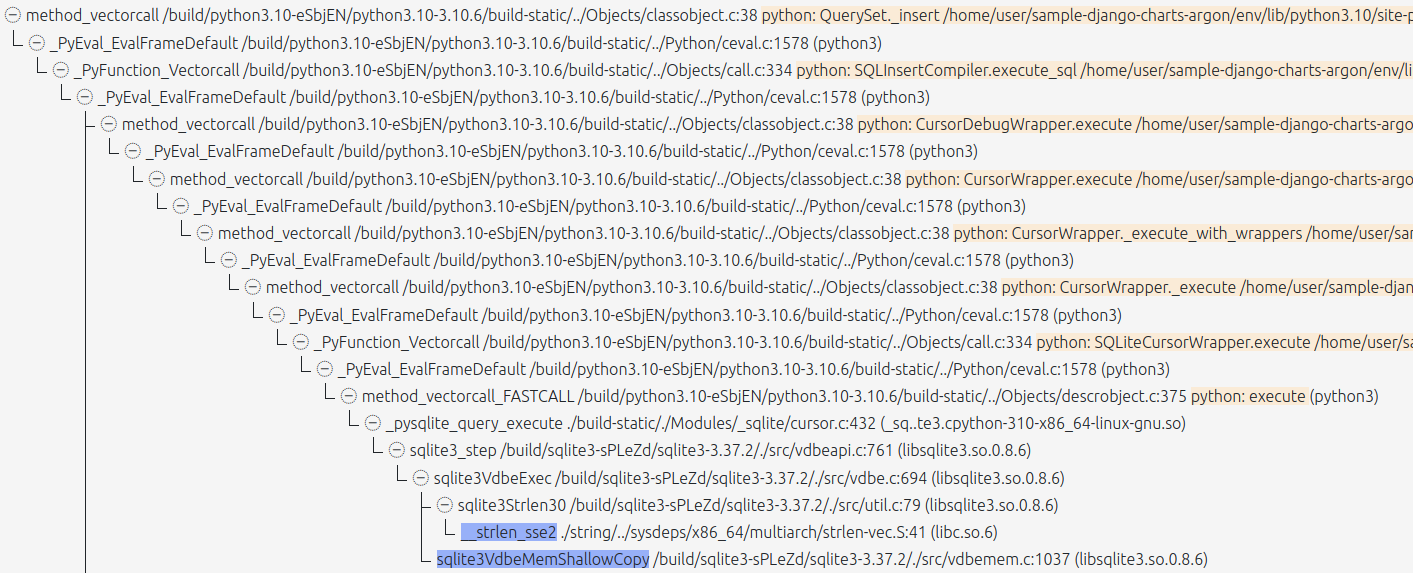 method_vectorcall /build/python3.10-eSbjEN/python3.10-3.10.6/build-static/../Objects/classobject.c:38 python: QuerySet._insert /home/user/sample-django-charts-argon/env/lib/python3.10/site-p
_PyEval_EvalFrameDefault /build/python3.10-eSbjEN/python3.10-3.10.6/build-static/../Python/ceval.c:1578 (python3)
_PyFunction_Vectorcall /build/python3.10-eSbjEN/python3.10-3.10.6/build-static/../Objects/call.c:334 python: SQLInsertCompiler.execute_sql /home/user/sample-django-charts-argon/env/li
_PyEval_EvalFrameDefault /build/python3.10-eSbjEN/python3.10-3.10.6/build-static/../Python/ceval.c:1578 (python3)
method_vectorcall /build/python3.10-eSbjEN/python3.10-3.10.6/build-static/../Objects/classobject.c:38 python: CursorDebugWrapper.execute /home/user/sample-django-charts-argo
_PyEval_EvalFrameDefault /build/python3.10-eSbjEN/python3.10-3.10.6/build-static/../Python/ceval.c:1578 (python3)
method_vectorcall /build/python3.10-eSbjEN/python3.10-3.10.6/build-static/../Objects/classobject.c:38 python: CursorWrapper.execute /home/user/sample-django-charts-argo
_PyEval_EvalFrameDefault /build/python3.10-eSbjEN/python3.10-3.10.6/build-static/../Python/ceval.c:1578 (python3)
method_vectorcall /build/python3.10-eSbjEN/python3.10-3.10.6/build-static/../Objects/classobject.c:38 python: CursorWrapper._execute_with_wrappers /home/user/sam
_PyEval_EvalFrameDefault /build/python3.10-eSbjEN/python3.10-3.10.6/build-static/../Python/ceval.c:1578 (python3)
method_vectorcall /build/python3.10-eSbjEN/python3.10-3.10.6/build-static/../Objects/classobject.c:38 python: CursorWrapper._execute /home/user/sample-djan
_PyEval_EvalFrameDefault /build/python3.10-eSbjEN/python3.10-3.10.6/build-static/../Python/ceval.c:1578 (python3)
_PyFunction_Vectorcall /build/python3.10-eSbjEN/python3.10-3.10.6/build-static/../Objects/call.c:334 python: SQLiteCursorWrapper.execute /home/user/sa
_PyEval_EvalFrameDefault /build/python3.10-eSbjEN/python3.10-3.10.6/build-static/../Python/ceval.c:1578 (python3)
method_vectorcall_FASTCALL /build/python3.10-eSbjEN/python3.10-3.10.6/build-static/../Objects/descrobject.c:375 python: execute (python3)
_pysqlite_query_execute ./build-static/./Modules/_sqlite/cursor.c:432 (_sq..te3.cpython-310-x86_64-linux-gnu.so)
sqlite3_step /build/sqlite3-sPLeZd/sqlite3-3.37.2/./src/vdbeapi.c:761 (libsqlite3.so.0.8.6)
sqlite3VdbeExec /build/sqlite3-sPLeZd/sqlite3-3.37.2/./src/vdbe.c:694 (libsqlite3.so.0.8.6)
sqlite3Strlen30 /build/sqlite3-sPLeZd/sqlite3-3.37.2/./src/util.c:79 (libsqlite3.so.0.8.6)
__strlen_sse2 ./string/../sysdeps/x86_64/multiarch/strlen-vec.S:41 (libc.so.6)
sqlite3VdbeMemShallowCopy /build/sqlite3-sPLeZd/sqlite3-3.37.2/./src/vdbemem.c:1037 (libsqlite3.so.0.8.6)